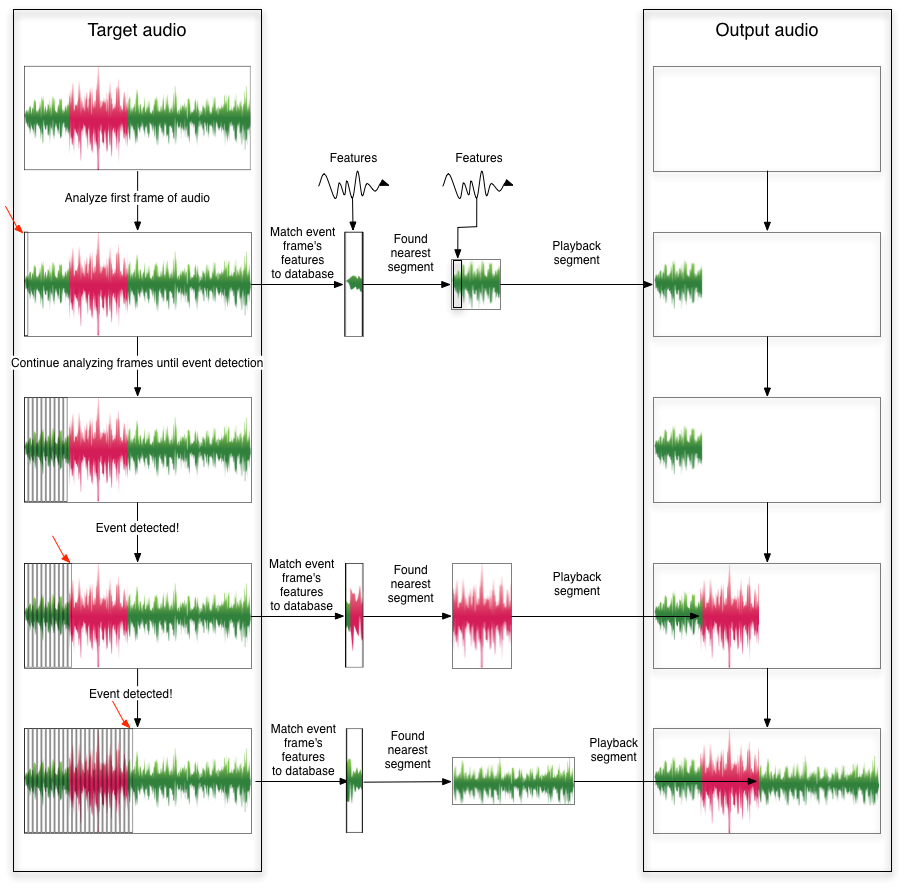 Target audio
Output audio
Features
Features
Analyze first frame of audio
Match event
frame's
features
to database
Found
nearest
segment
Playback
segment
Continue analyzing frames until event detection
Event detected!
Match event
frame's
features
to database
Found
nearest
segment
Playback
segment
Event detected!
Match event
frame's
features
to database
Found
nearest
segment
Playback
segment